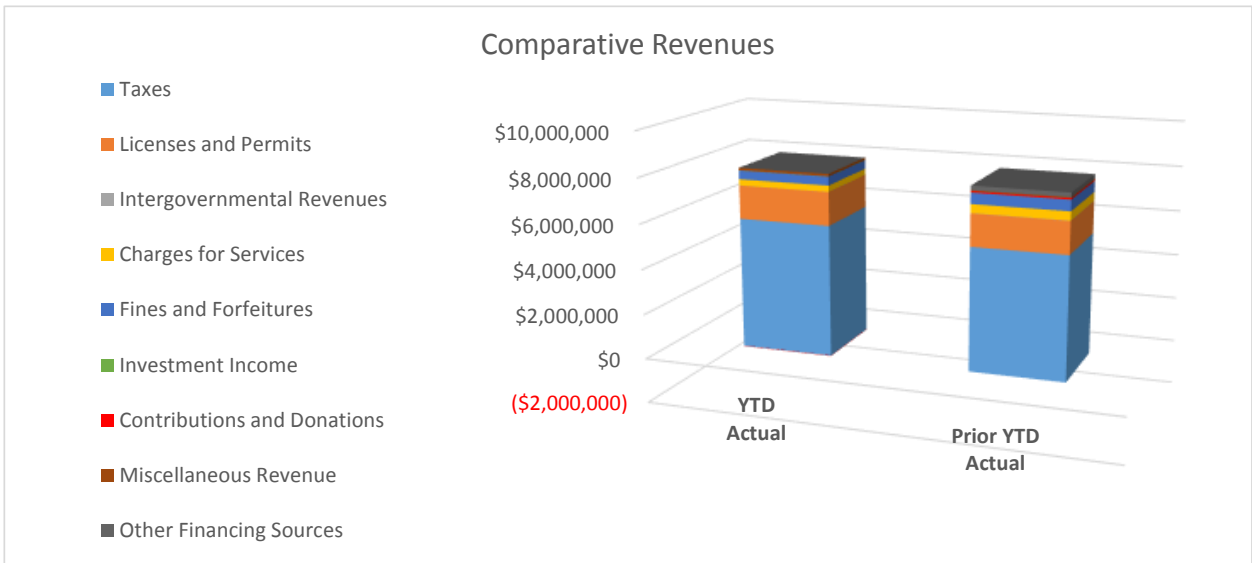 Comparative Revenues
Taxes
Licenses and Permits
Intergovernmental Revenues
Charges for Services
Fines and Forfeitures
Investment Income
Contributions and Donations
Miscellaneous Revenue
Other Financing Sources
$10,000,000
$8,000,000
$6,000,000
$4,000,000
$2,000,000
$0
($2,000,000)
YTD
Actual
Prior YTD
Actual